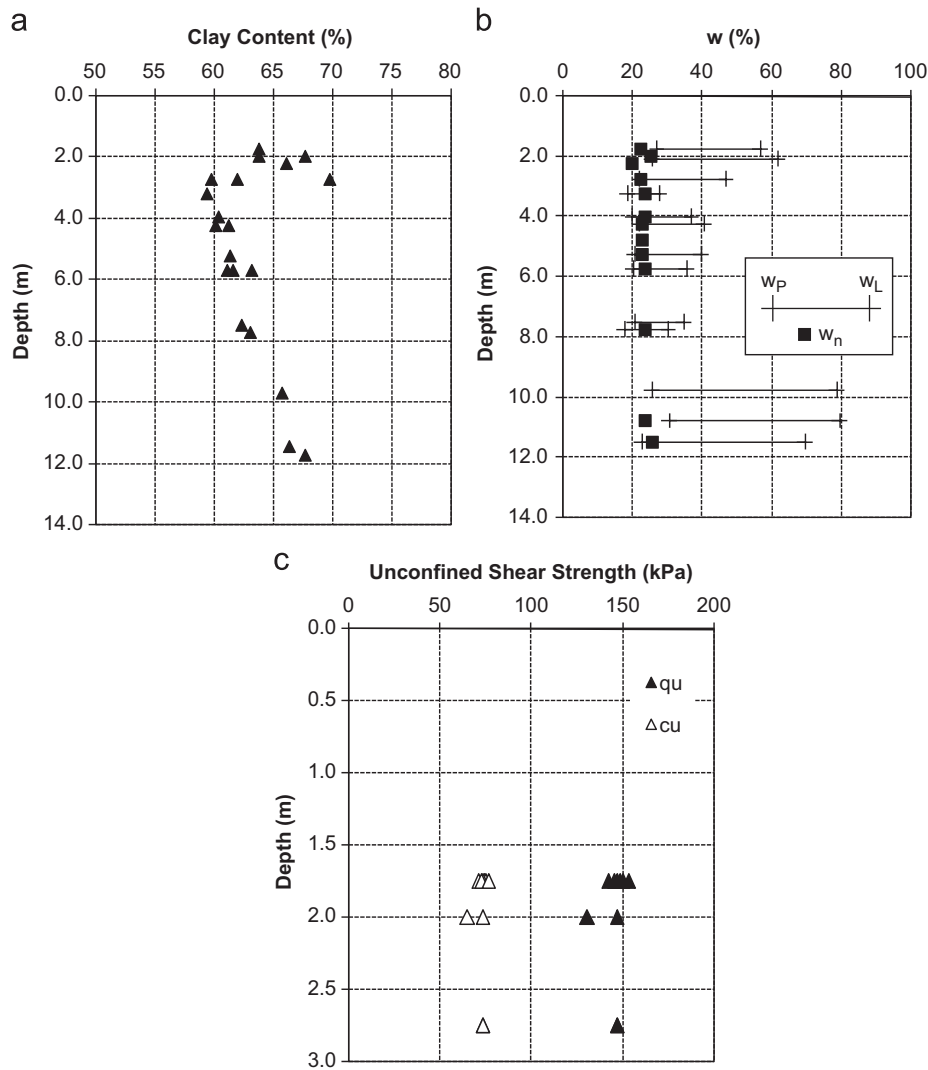 a
Clay Content (%)
50 55 60 65 70 75 80
0.0
2.0
4.0
6.0
8.0
10.0
12.0
14.0
Depth (m)
b
w (%)
0 20 40 60 80 100
0.0
2.0
4.0
6.0
8.0
10.0
12.0
14.0
Depth (m)
wP wL
wn
c
Unconfined Shear Strength (kPa)
0 50 100 150 200
0.0
0.5
1.0
1.5
2.0
2.5
3.0
Depth (m)
qu
cu